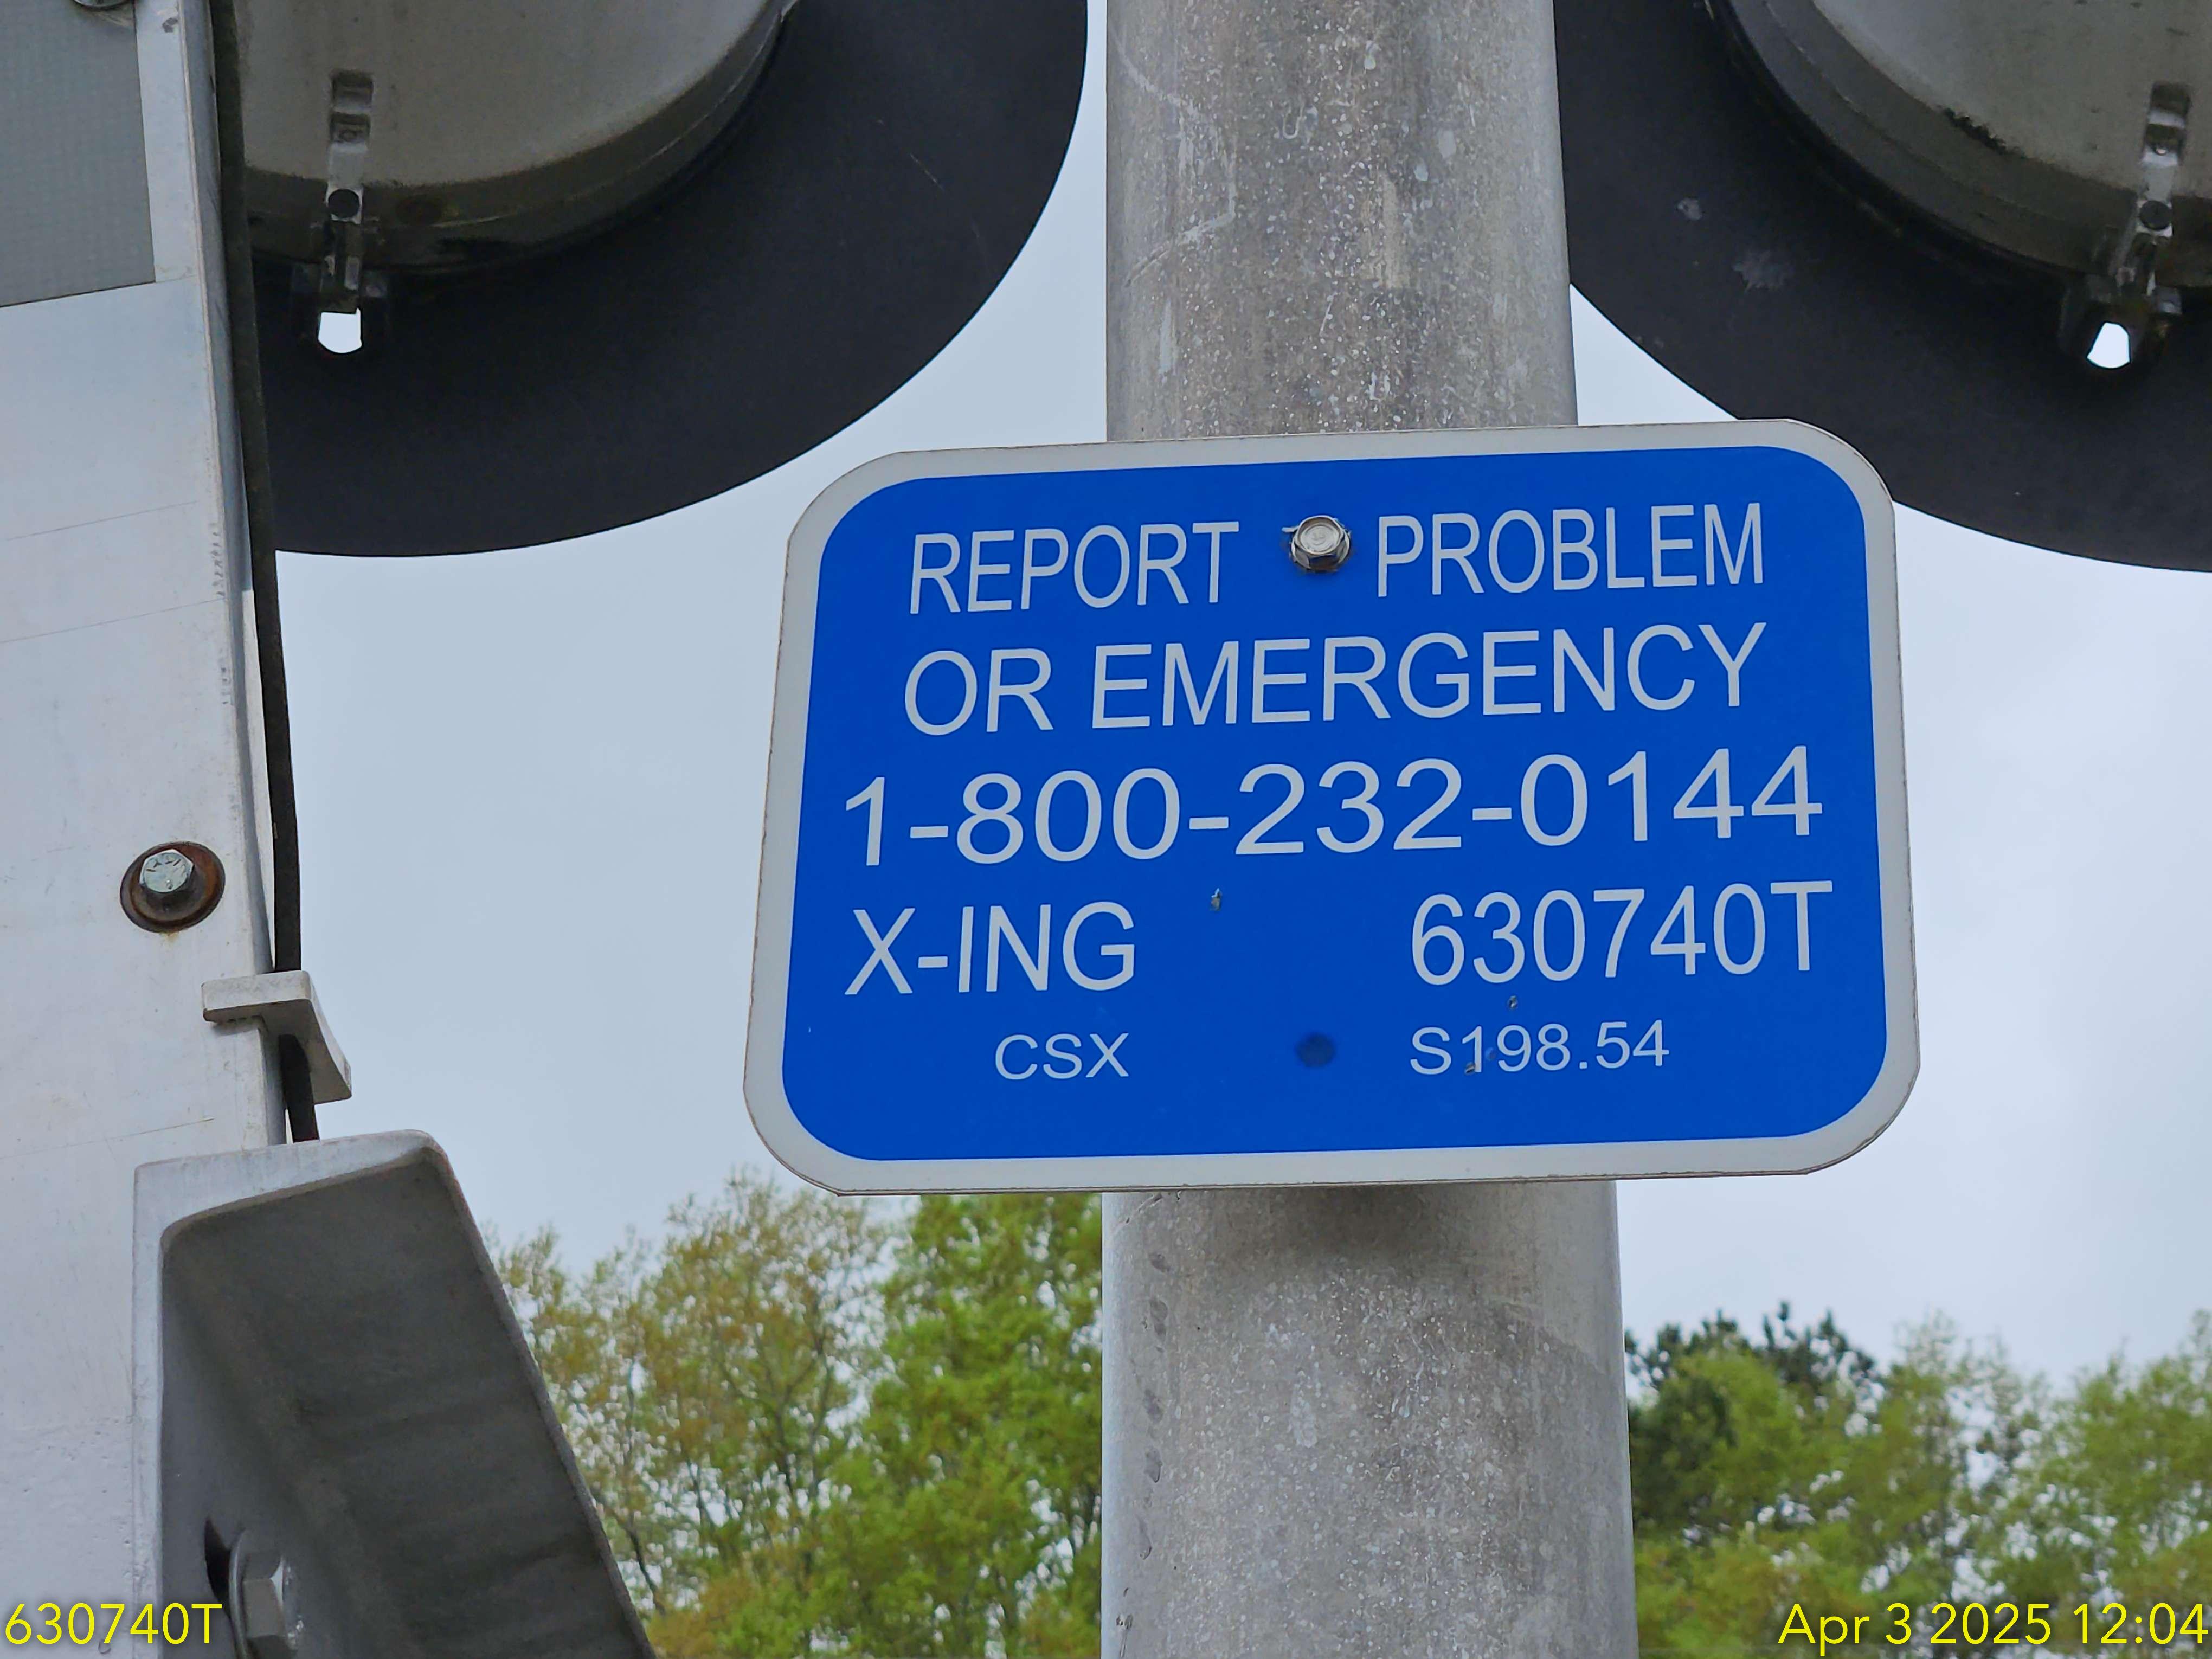 REPORT PROBLEM
OR EMERGENCY
1-800-232-0144
X-ING 630740T
CSX S198.54
630740T
Apr 3 2025 12:04